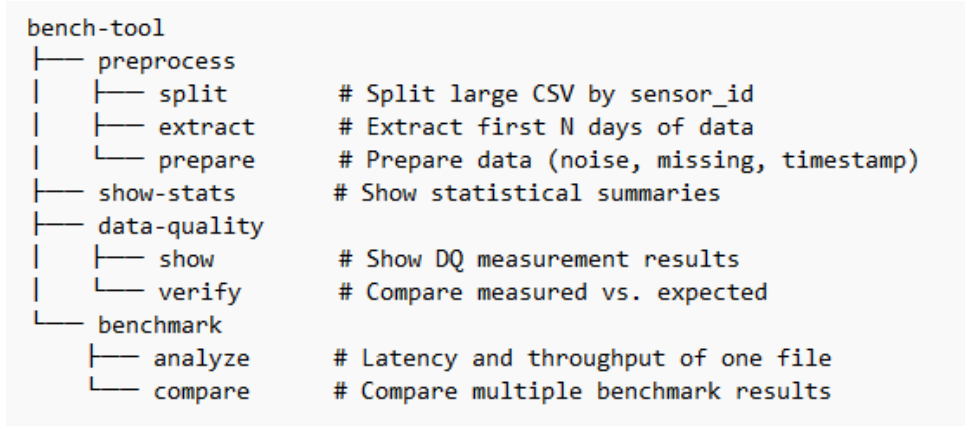 bench-tool
├── preprocess
│   ├── split        # Split large CSV by sensor_id
│   ├── extract      # Extract first N days of data
│   └── prepare      # Prepare data (noise, missing, timestamp)
├── show-stats       # Show statistical summaries
├── data-quality
│   ├── show         # Show DQ measurement results
│   └── verify       # Compare measured vs. expected
└── benchmark
    ├── analyze      # Latency and throughput of one file
    └── compare      # Compare multiple benchmark results